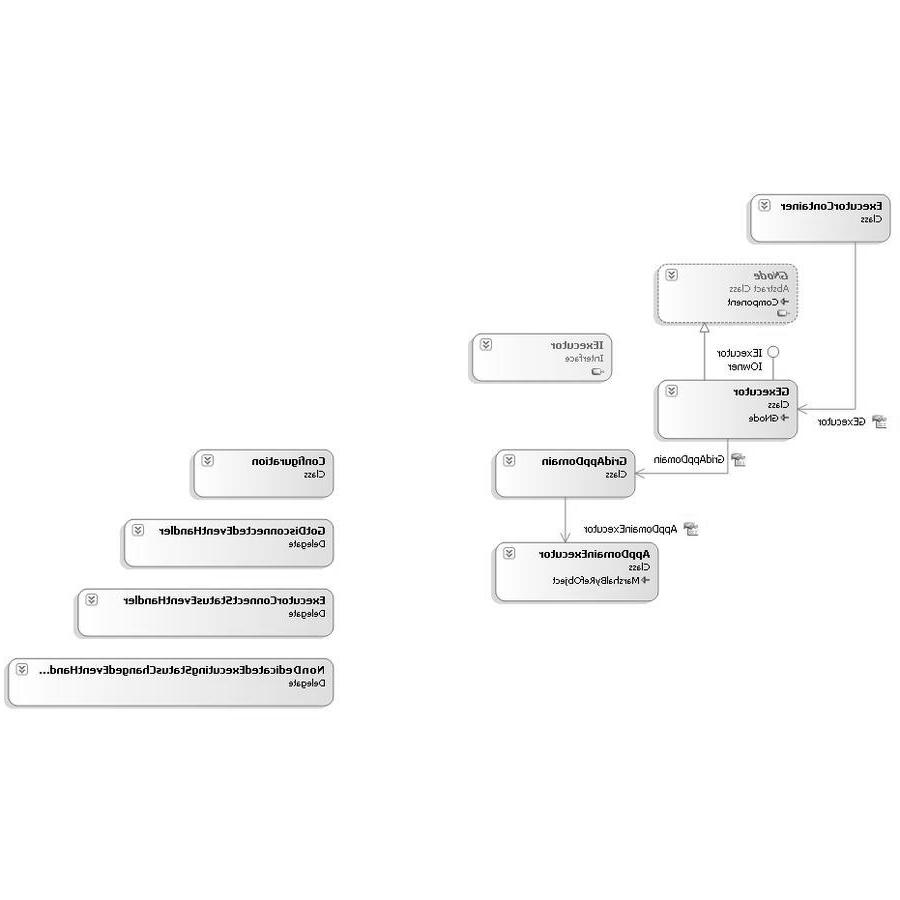 ExecutorContainer
Class
GNode
Abstract Class
Component
IExecutor
Interface
IExecutor
IOwner
GExecutor
Class
GNode
GExecutor
GridAppDomain
GridAppDomain
Class
AppDomainExecutor
AppDomainExecutor
Class
MarshalByRefObject
Configuration
Class
GotDisconnectedEventHandler
Delegate
ExecutorConnectStatusEventHandler
Delegate
NonDedicatedExecutingStatusChangedEventHand...
Delegate